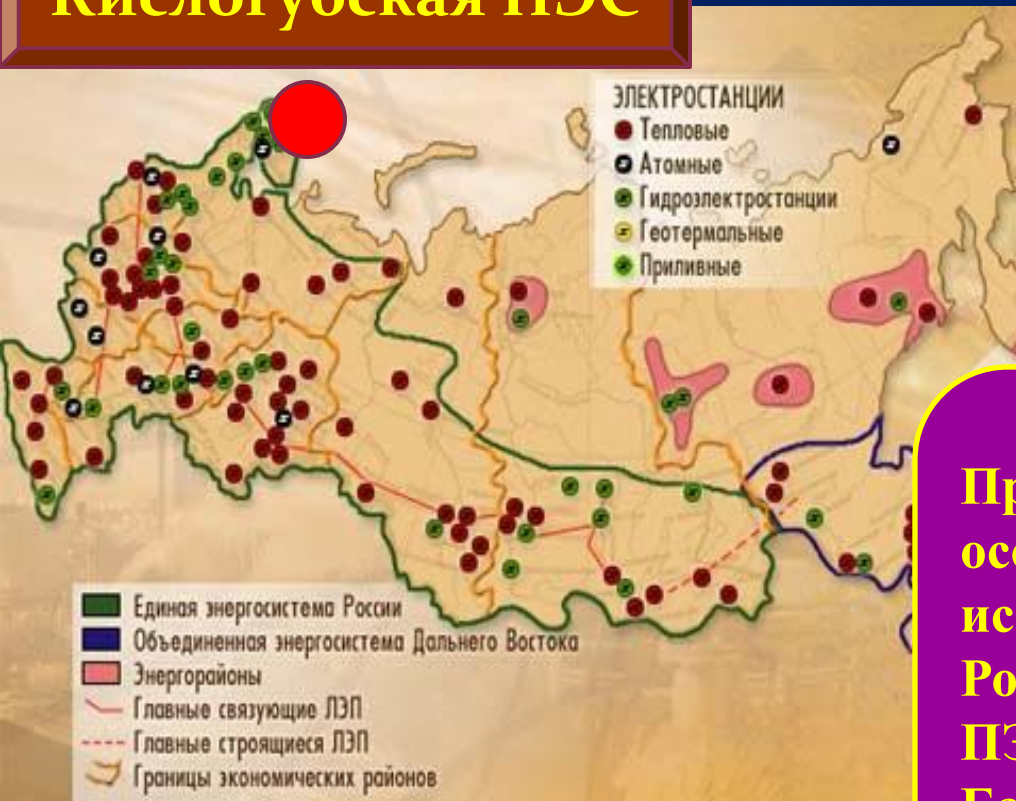 Кислогубская ПЭС
ЭЛЕКТРОСТАНЦИИ
Тепловые
Атомные
Гидроэлектростанции
Геотермальные
Приливные
Единая энергосистема России
Объединенная энергосистема Дальнего Востока
Энергорайоны
Главные связующие ЛЭП
Главные строящиеся ЛЭП
Границы экономических районов